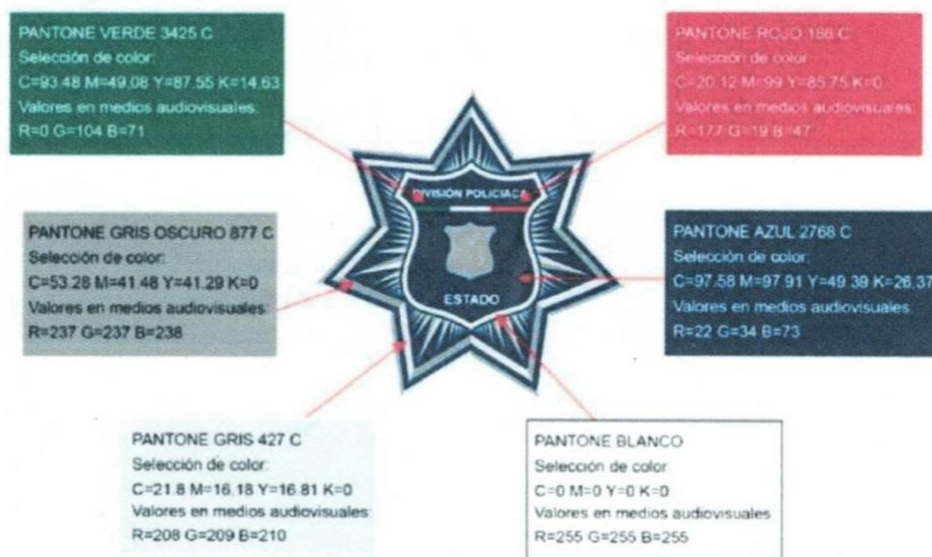 PANTONE VERDE 3425 C
Selección de color:
C=93.48 M=49.08 Y=87.55 K=14.63
Valores en medios audiovisuales:
R=0 G=104 B=71
PANTONE ROJO 186 C
Selección de color
C=20.12 M=99 Y=85.75 K=0
Valores en medios audiovisuales:
R=177 G=19 B=47
DIVISIÓN POLICIACA
ESTADO
PANTONE GRIS OSCURO 877 C
Selección de color:
C=53.28 M=41.48 Y=41.29 K=0
Valores en medios audiovisuales:
R=237 G=237 B=238
PANTONE AZUL 2768 C
Selección de color:
C=97.58 M=97.91 Y=49.39 K=26.37
Valores en medios audiovisuales:
R=22 G=34 B=73
PANTONE GRIS 427 C
Selección de color:
C=21.8 M=16.18 Y=16.81 K=0
Valores en medios audiovisuales:
R=208 G=209 B=210
PANTONE BLANCO
Selección de color:
C=0 M=0 Y=0 K=0
Valores en medios audiovisuales
R=255 G=255 B=255